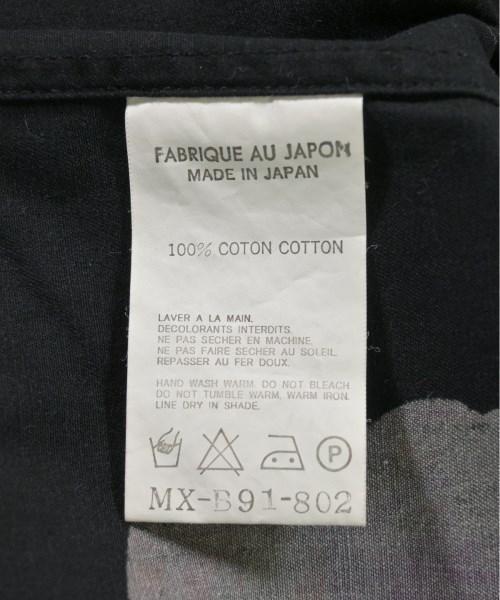 FABRIQUE AU JAPON
MADE IN JAPAN
100% COTON COTTON
LAVER A LA MAIN.
DECOLORANTS INTERDITS.
NE PAS SECHER EN MACHINE.
NE PAS FAIRE SECHER AU SOLEIL.
REPASSER AU FER DOUX.
HAND WASH WARM. DO NOT BLEACH
DO NOT TUMBLE WARM, WARM IRON.
LINE DRY IN SHADE.
P
MX-B91-802